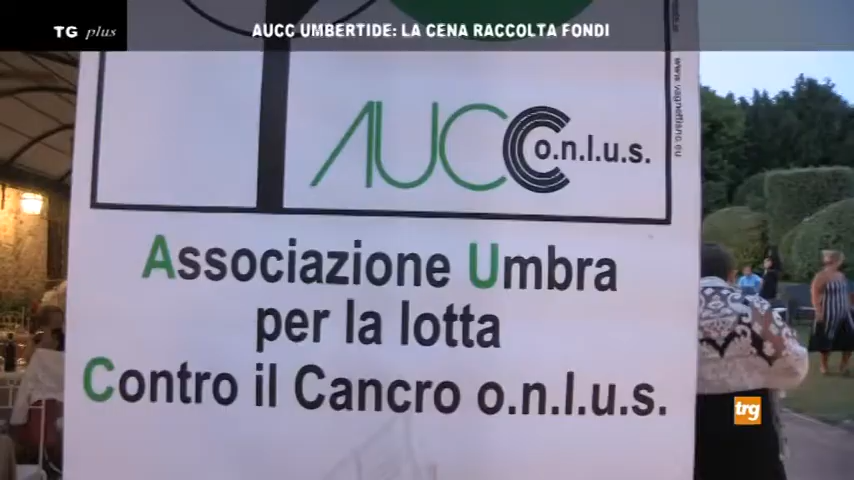 TG plus
AUCC UMBERTIDE: LA CENA RACCOLTA FONDI
AUCC o.n.l.u.s.
Associazione Umbra
per la lotta
Contro il Cancro o.n.l.u.s.
trg